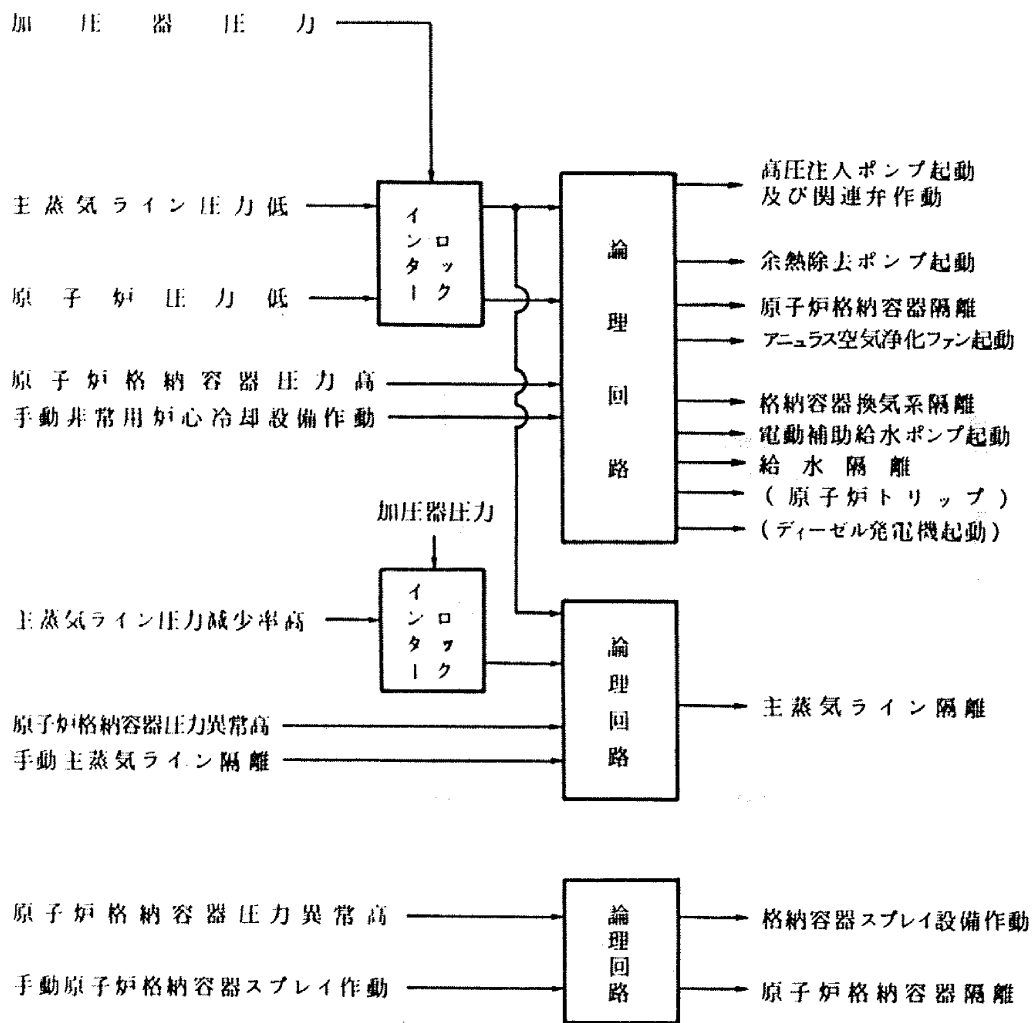 加圧器圧力
主蒸気ライン圧力低
原子炉圧力低
インターロック
原子炉格納容器圧力高
手動非常用炉心冷却設備作動
論理回路
高圧注入ポンプ起動
及び関連弁作動
余熱除去ポンプ起動
原子炉格納容器隔離
アニュラス空気浄化ファン起動
格納容器換気系隔離
電動補助給水ポンプ起動
給水隔離
(原子炉トリップ)
(ディーゼル発電機起動)
加圧器圧力
主蒸気ライン圧力減少率高
インターロック
原子炉格納容器圧力異常高
手動主蒸気ライン隔離
論理回路
主蒸気ライン隔離
原子炉格納容器圧力異常高
手動原子炉格納容器スプレイ作動
論理回路
格納容器スプレイ設備作動
原子炉格納容器隔離